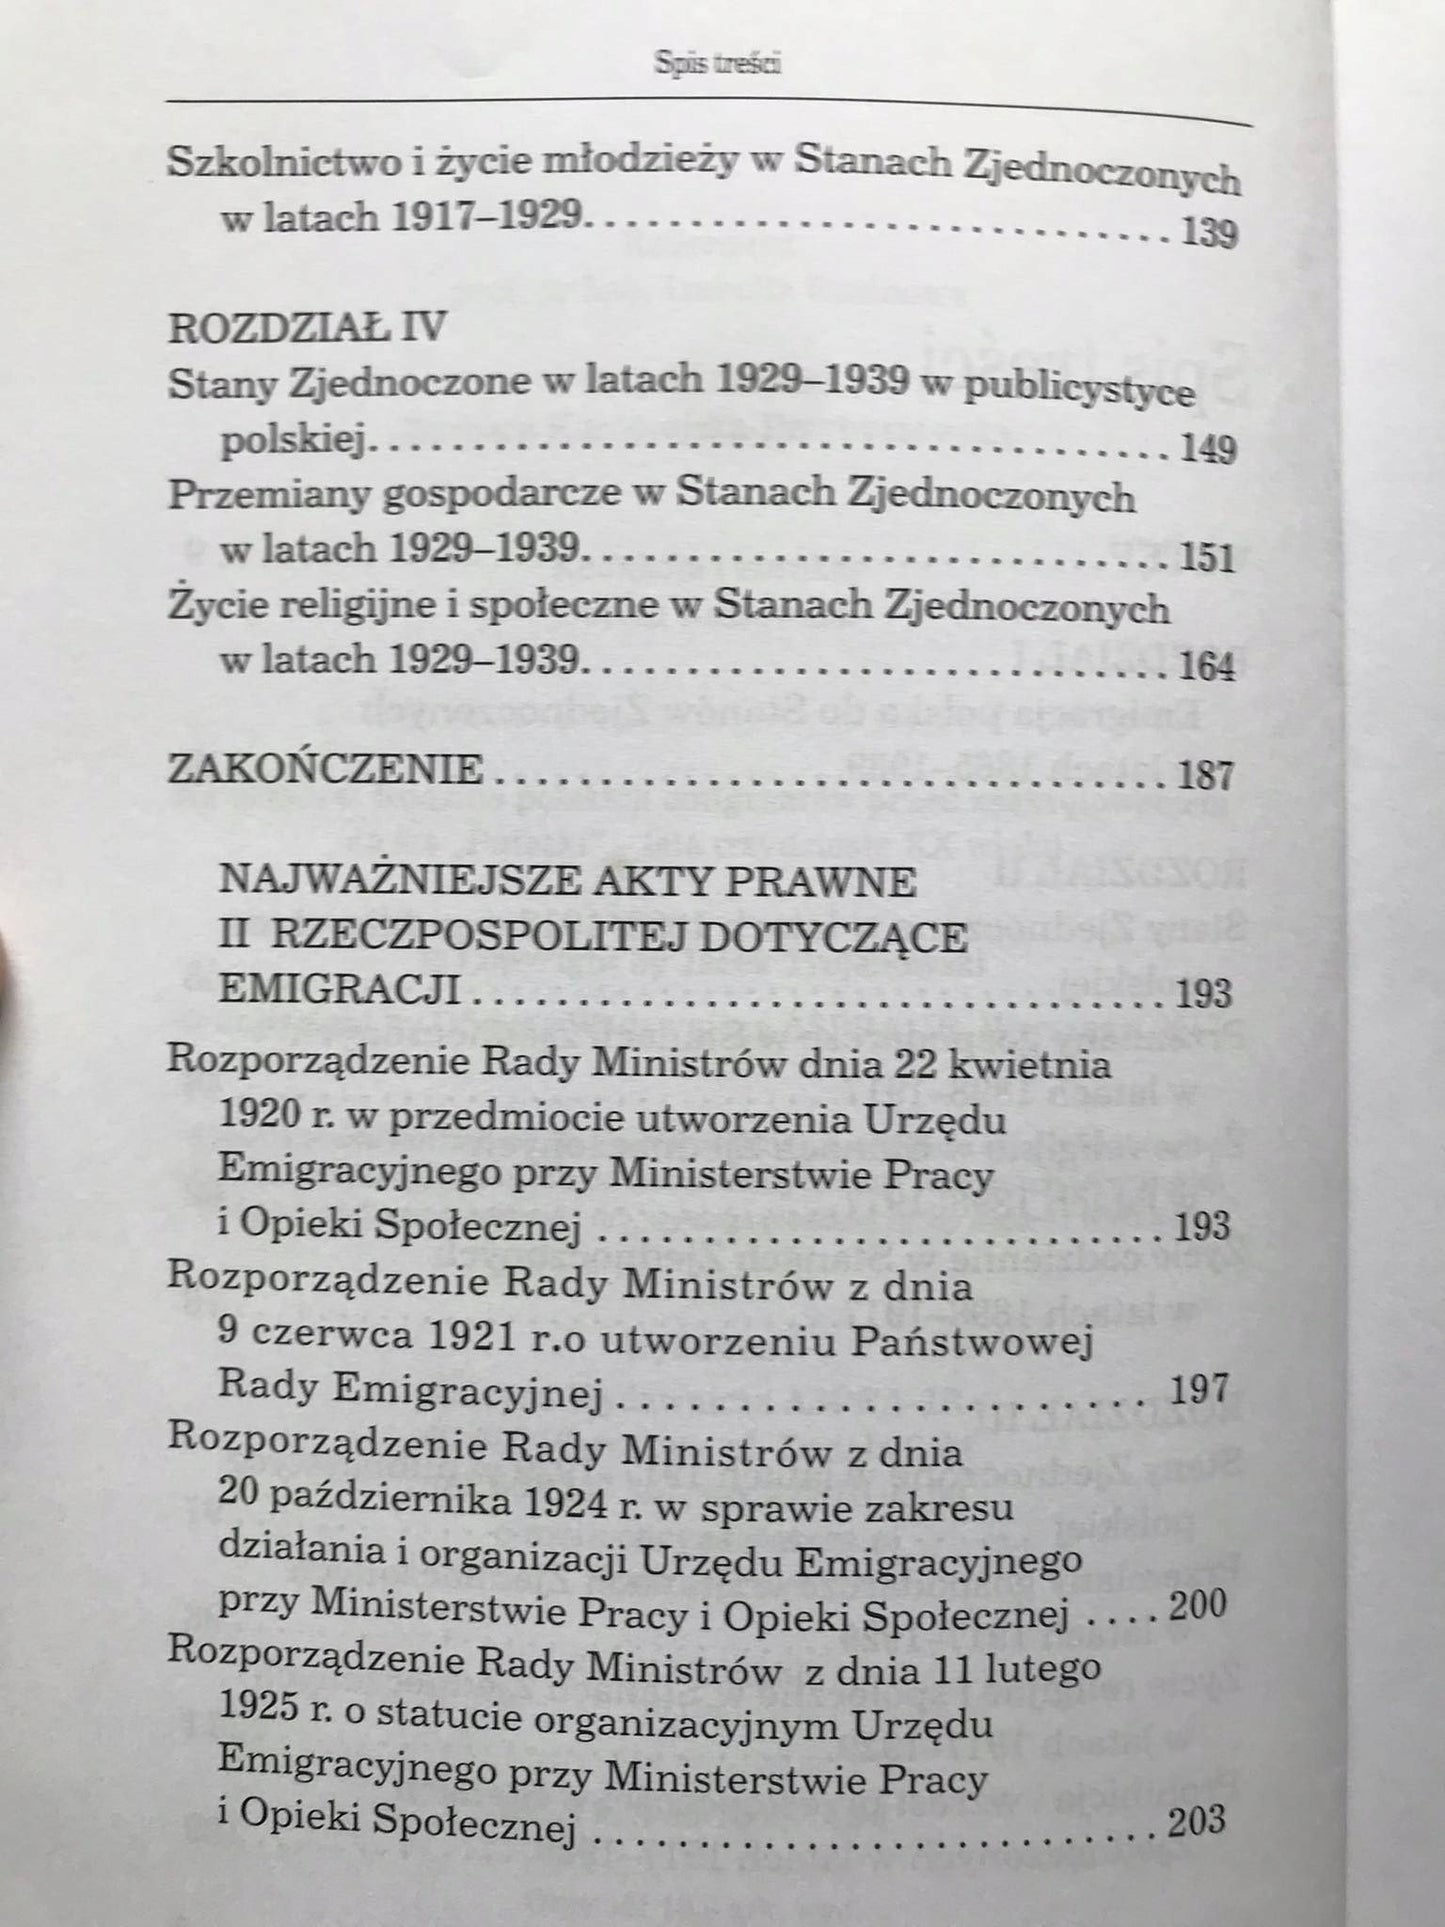 Spis treści
Szkolnictwo i życie młodzieży w Stanach Zjednoczonych
w latach 1917–1929. . . . . . . . . . . . . . . . . . . . . . . . . . . . 139
ROZDZIAŁ IV
Stany Zjednoczone w latach 1929–1939 w publicystyce
polskiej. . . . . . . . . . . . . . . . . . . . . . . . . . . . . . . . . . . . . . . 149
Przemiany gospodarcze w Stanach Zjednoczonych
w latach 1929–1939. . . . . . . . . . . . . . . . . . . . . . . . . . . . 151
Życie religijne i społeczne w Stanach Zjednoczonych
w latach 1929–1939. . . . . . . . . . . . . . . . . . . . . . . . . . . . 164
ZAKOŃCZENIE . . . . . . . . . . . . . . . . . . . . . . . . . . . . . . . . 187
NAJWAŻNIEJSZE AKTY PRAWNE
II RZECZPOSPOLITEJ DOTYCZĄCE
EMIGRACJI . . . . . . . . . . . . . . . . . . . . . . . . . . . . . . . . . 193
Rozporządzenie Rady Ministrów dnia 22 kwietnia
1920 r. w przedmiocie utworzenia Urzędu
Emigracyjnego przy Ministerstwie Pracy
i Opieki Społecznej . . . . . . . . . . . . . . . . . . . . . . . . . . . 193
Rozporządzenie Rady Ministrów z dnia
9 czerwca 1921 r.o utworzeniu Państwowej
Rady Emigracyjnej . . . . . . . . . . . . . . . . . . . . . . 197
Rozporządzenie Rady Ministrów z dnia
20 października 1924 r. w sprawie zakresu
działania i organizacji Urzędu Emigracyjnego
przy Ministerstwie Pracy i Opieki Społecznej . . . . 200
Rozporządzenie Rady Ministrów z dnia 11 lutego
1925 r. o statucie organizacyjnym Urzędu
Emigracyjnego przy Ministerstwie Pracy
i Opieki Społecznej . . . . . . . . . . . . . . . . . . . . . . . . . . . 203